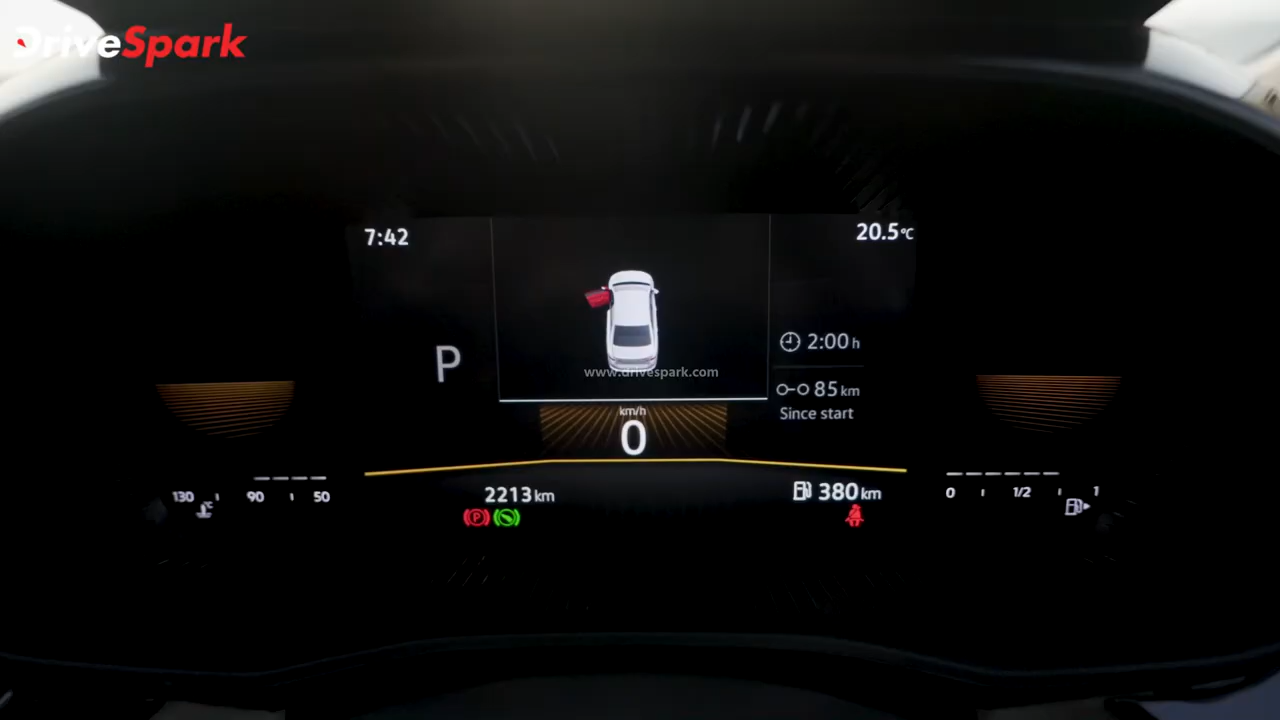 DriveSpark
7:42
20.5°C
P
2:00 h
85 km
Since start
www.drivespark.com
km/h
0
130 90 50
°C
2213 km
380 km
0 1/2 1
P